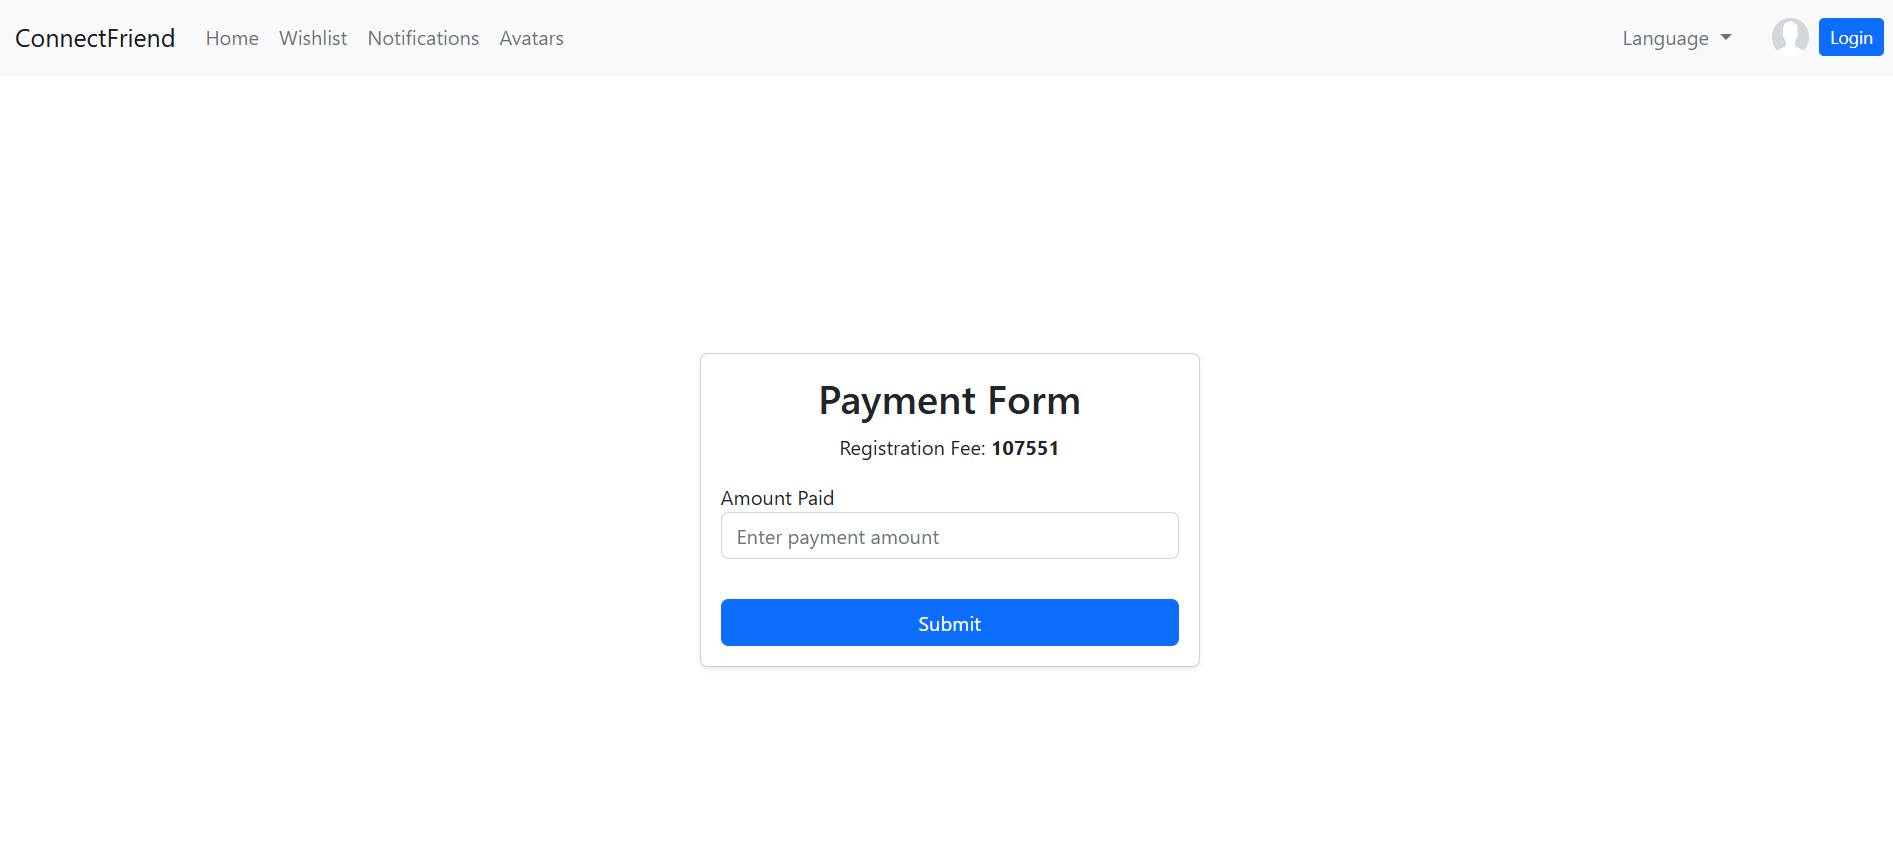 ConnectFriend Home Wishlist Notifications Avatars Language Login
Payment Form
Registration Fee: 107551
Amount Paid
Enter payment amount
Submit